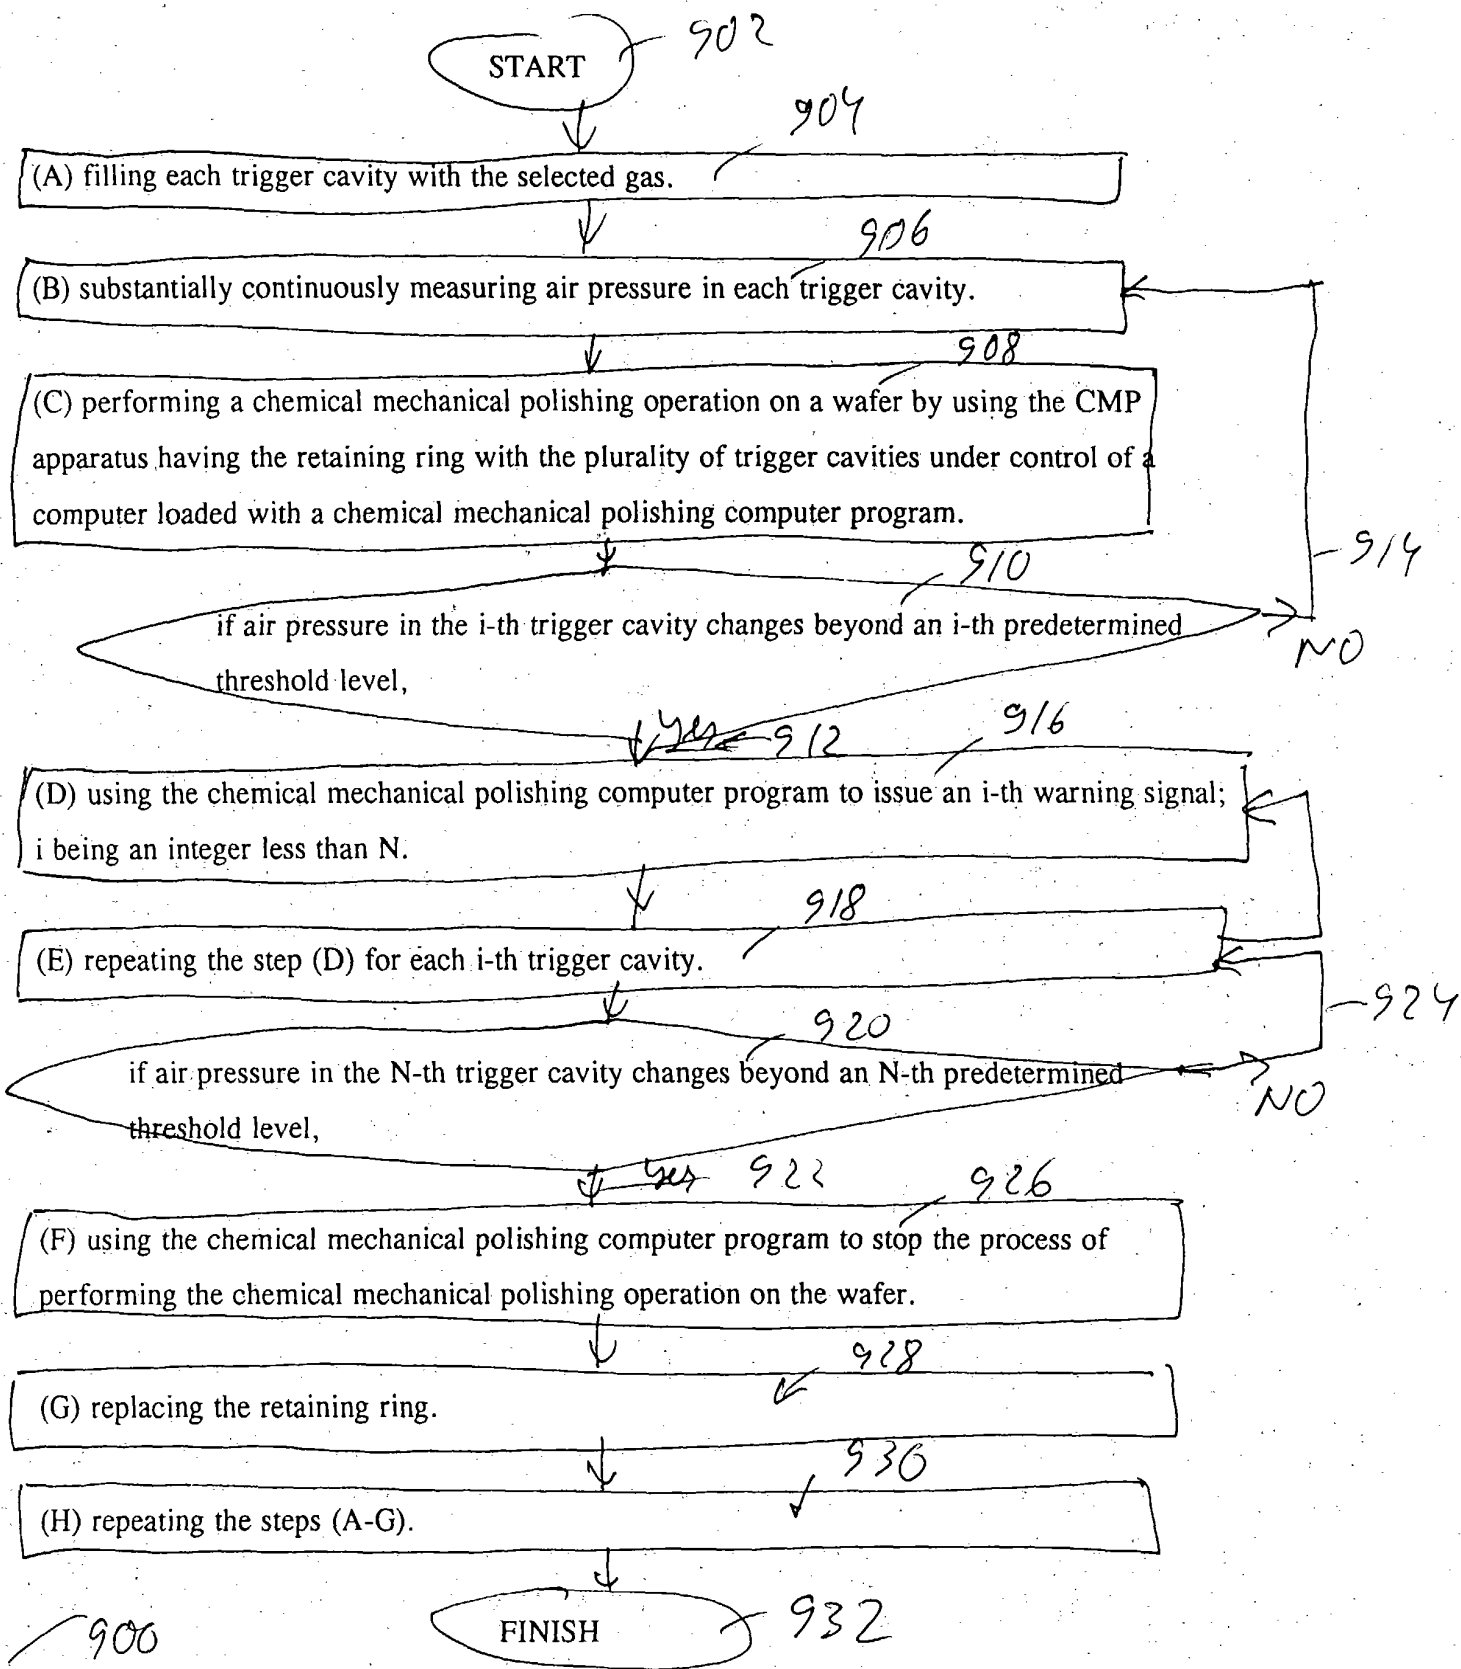 START
902
904
(A) filling each trigger cavity with the selected gas.
906
(B) substantially continuously measuring air pressure in each trigger cavity.
908
(C) performing a chemical mechanical polishing operation on a wafer by using the CMP
apparatus having the retaining ring with the plurality of trigger cavities under control of a
computer loaded with a chemical mechanical polishing computer program.
910
914
if air pressure in the i-th trigger cavity changes beyond an i-th predetermined
threshold level,
NO
Yes 912
916
(D) using the chemical mechanical polishing computer program to issue an i-th warning signal;
i being an integer less than N.
918
(E) repeating the step (D) for each i-th trigger cavity.
920
924
if air pressure in the N-th trigger cavity changes beyond an N-th predetermined
threshold level,
NO
Yes 922
926
(F) using the chemical mechanical polishing computer program to stop the process of
performing the chemical mechanical polishing operation on the wafer.
928
(G) replacing the retaining ring.
930
(H) repeating the steps (A-G).
FINISH
932
900